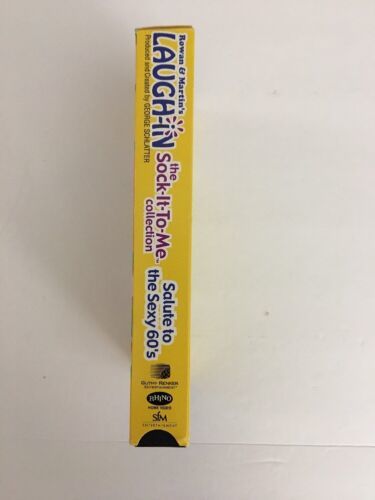 Rowan & Martin's
LAUGH-IN
Produced and Created by GEORGE SCHLATTER
the
Sock-It-To-Me
collection
TM
Salute to
the Sexy 60's
GUTHY-RENKER
ENTERTAINMENT
RHINO
HOME VIDEO
SFM